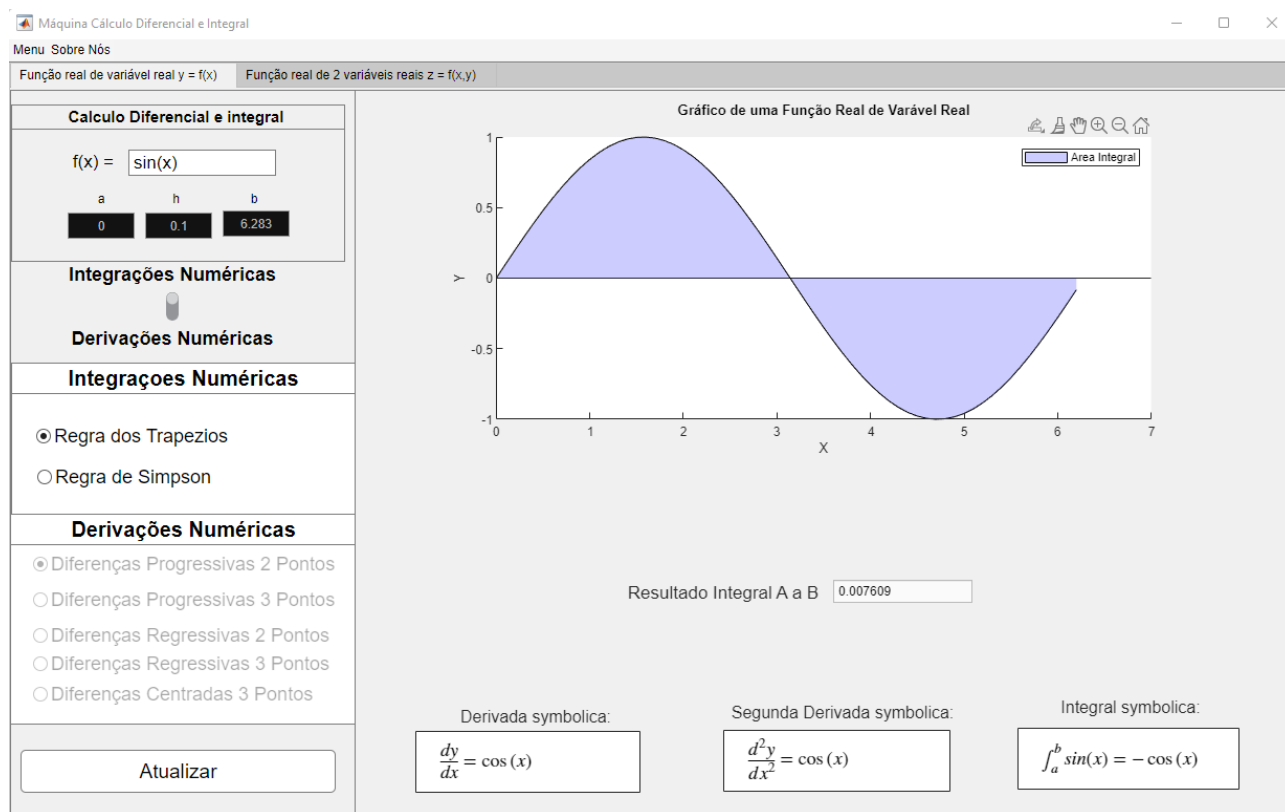 Máquina Cálculo Diferencial e Integral
Menu Sobre Nós
Função real de variável real y = f(x) Função real de 2 variáveis reais z = f(x,y)
Calculo Diferencial e integral
f(x) = sin(x)
a h b
0 0.1 6.283
Integrações Numéricas
Derivações Numéricas
Integraçoes Numéricas
Regra dos Trapezios
Regra de Simpson
Derivações Numéricas
Diferenças Progressivas 2 Pontos
Diferenças Progressivas 3 Pontos
Diferenças Regressivas 2 Pontos
Diferenças Regressivas 3 Pontos
Diferenças Centradas 3 Pontos
Atualizar
Gráfico de uma Função Real de Varável Real
Area Integral
1
0.5
0
-0.5
-1
Y
0 1 2 3 4 5 6 7
X
Resultado Integral A a B 0.007609
Derivada symbolica:
dy/dx = cos (x)
Segunda Derivada symbolica:
d²y/dx² = cos (x)
Integral symbolica:
∫ₐᵇ sin(x) = − cos (x)